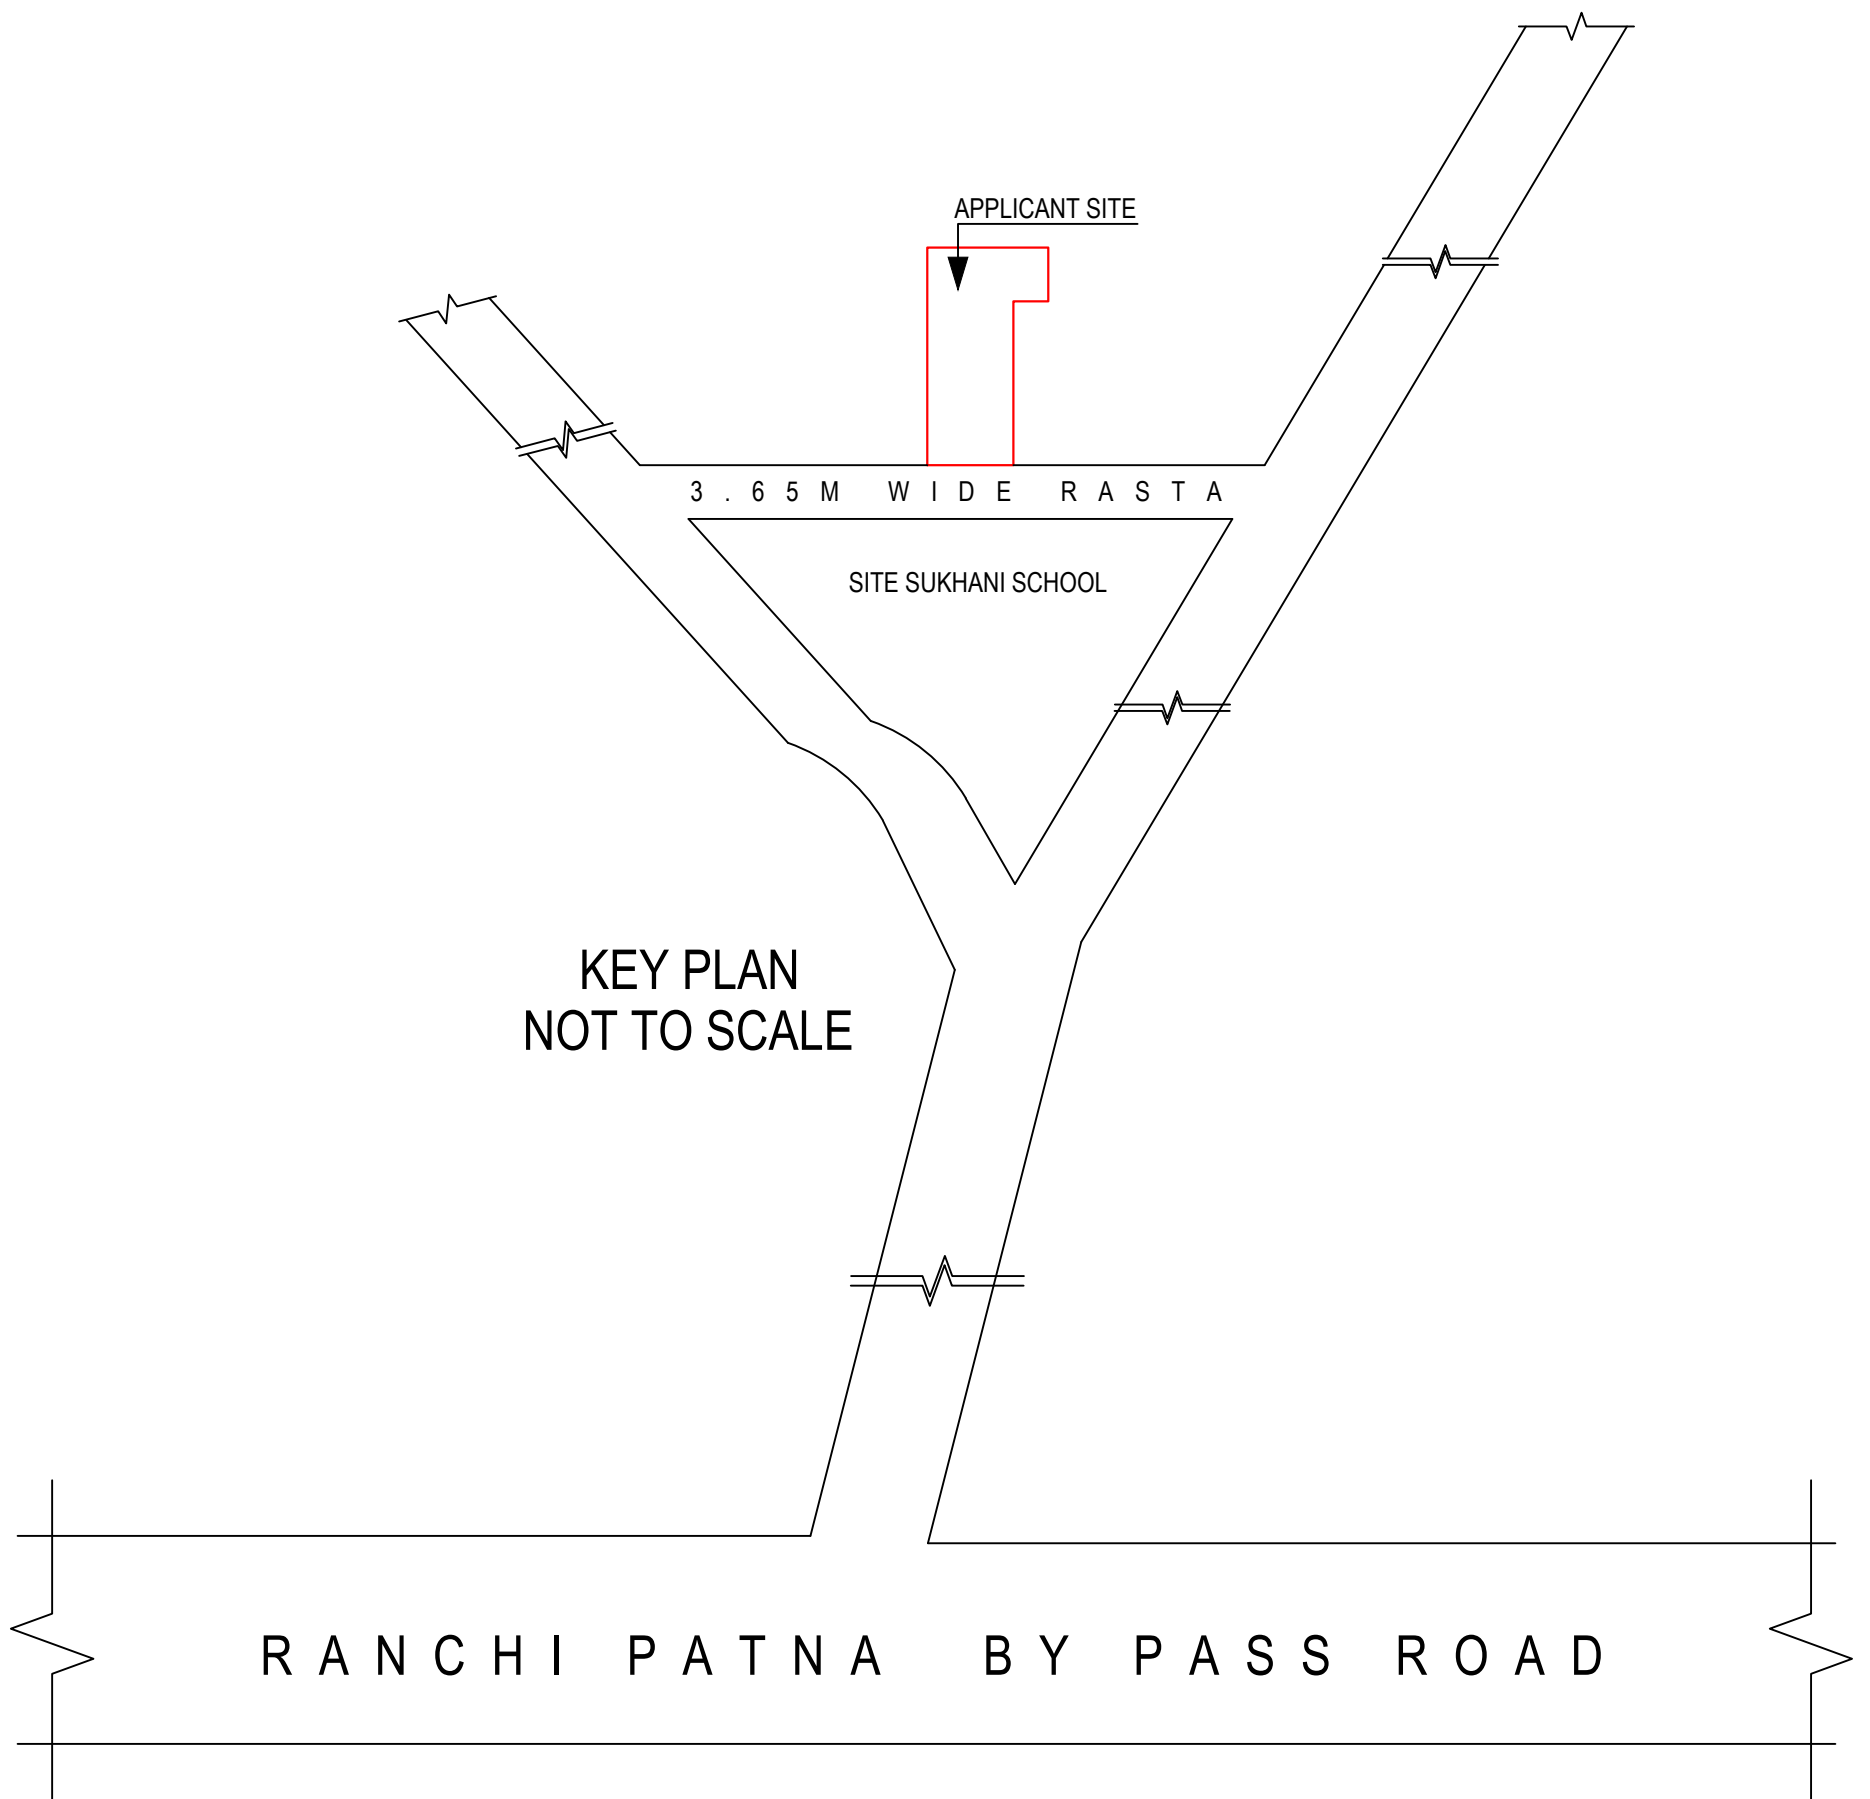 APPLICANT SITE
3.65M WIDE RASTA
SITE SUKHANI SCHOOL
KEY PLAN
NOT TO SCALE
RANCHI PATNA BY PASS ROAD